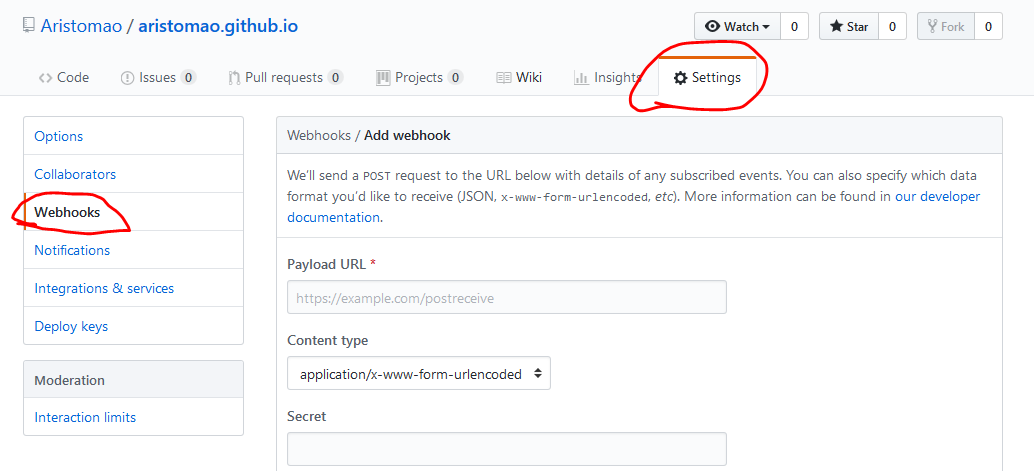 Aristomao / aristomao.github.io
Watch 0 Star 0 Fork 0
Code Issues 0 Pull requests 0 Projects 0 Wiki Insights Settings
Options
Collaborators
Webhooks
Notifications
Integrations & services
Deploy keys
Moderation
Interaction limits
Webhooks / Add webhook
We'll send a POST request to the URL below with details of any subscribed events. You can also specify which data
format you'd like to receive (JSON, x-www-form-urlencoded, etc). More information can be found in our developer
documentation.
Payload URL *
https://example.com/postreceive
Content type
application/x-www-form-urlencoded
Secret